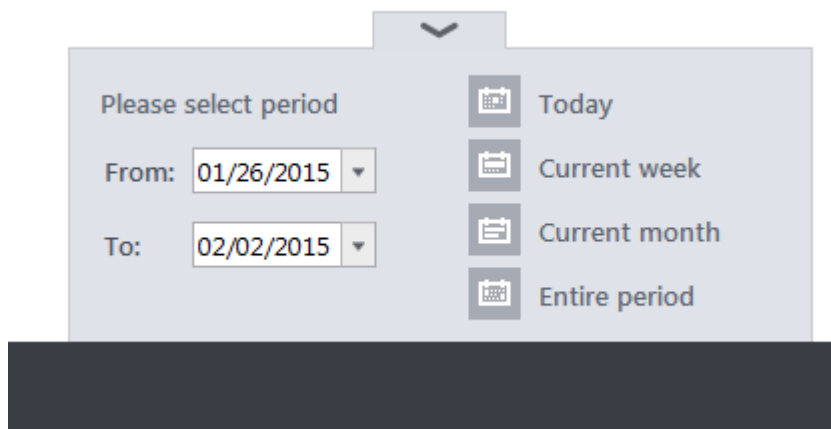 Please select period
From: 01/26/2015
To: 02/02/2015
Today
Current week
Current month
Entire period